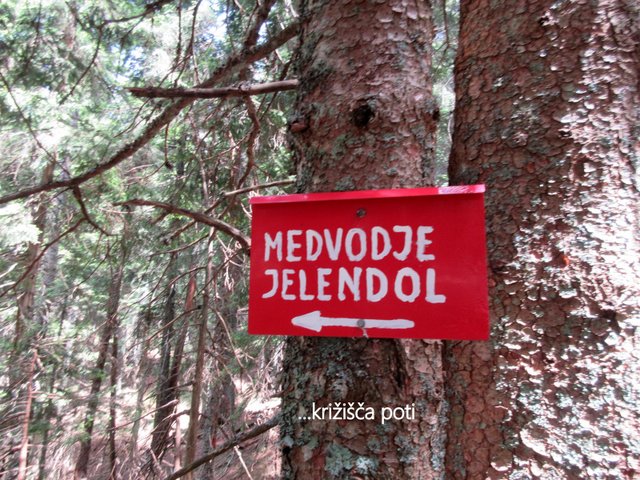 MEDVODJE
JELENDOL
...križišča poti